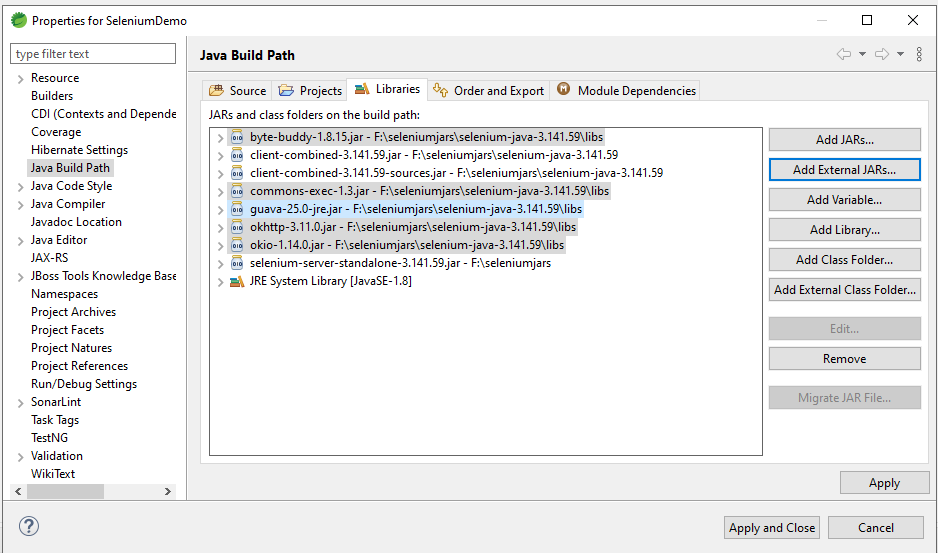 Properties for SeleniumDemo
type filter text
Resource
Builders
CDI (Contexts and Depende
Coverage
Hibernate Settings
Java Build Path
Java Code Style
Java Compiler
Javadoc Location
Java Editor
JAX-RS
JBoss Tools Knowledge Base
Namespaces
Project Archives
Project Facets
Project Natures
Project References
Run/Debug Settings
SonarLint
Task Tags
TestNG
Validation
WikiText
Java Build Path
Source Projects Libraries Order and Export Module Dependencies
JARs and class folders on the build path:
byte-buddy-1.8.15.jar - F:\seleniumjars\selenium-java-3.141.59\libs
client-combined-3.141.59.jar - F:\seleniumjars\selenium-java-3.141.59
client-combined-3.141.59-sources.jar - F:\seleniumjars\selenium-java-3.141.59
commons-exec-1.3.jar - F:\seleniumjars\selenium-java-3.141.59\libs
guava-25.0-jre.jar - F:\seleniumjars\selenium-java-3.141.59\libs
okhttp-3.11.0.jar - F:\seleniumjars\selenium-java-3.141.59\libs
okio-1.14.0.jar - F:\seleniumjars\selenium-java-3.141.59\libs
selenium-server-standalone-3.141.59.jar - F:\seleniumjars
JRE System Library [JavaSE-1.8]
Add JARs...
Add External JARs...
Add Variable...
Add Library...
Add Class Folder...
Add External Class Folder...
Edit...
Remove
Migrate JAR File...
Apply
Apply and Close
Cancel